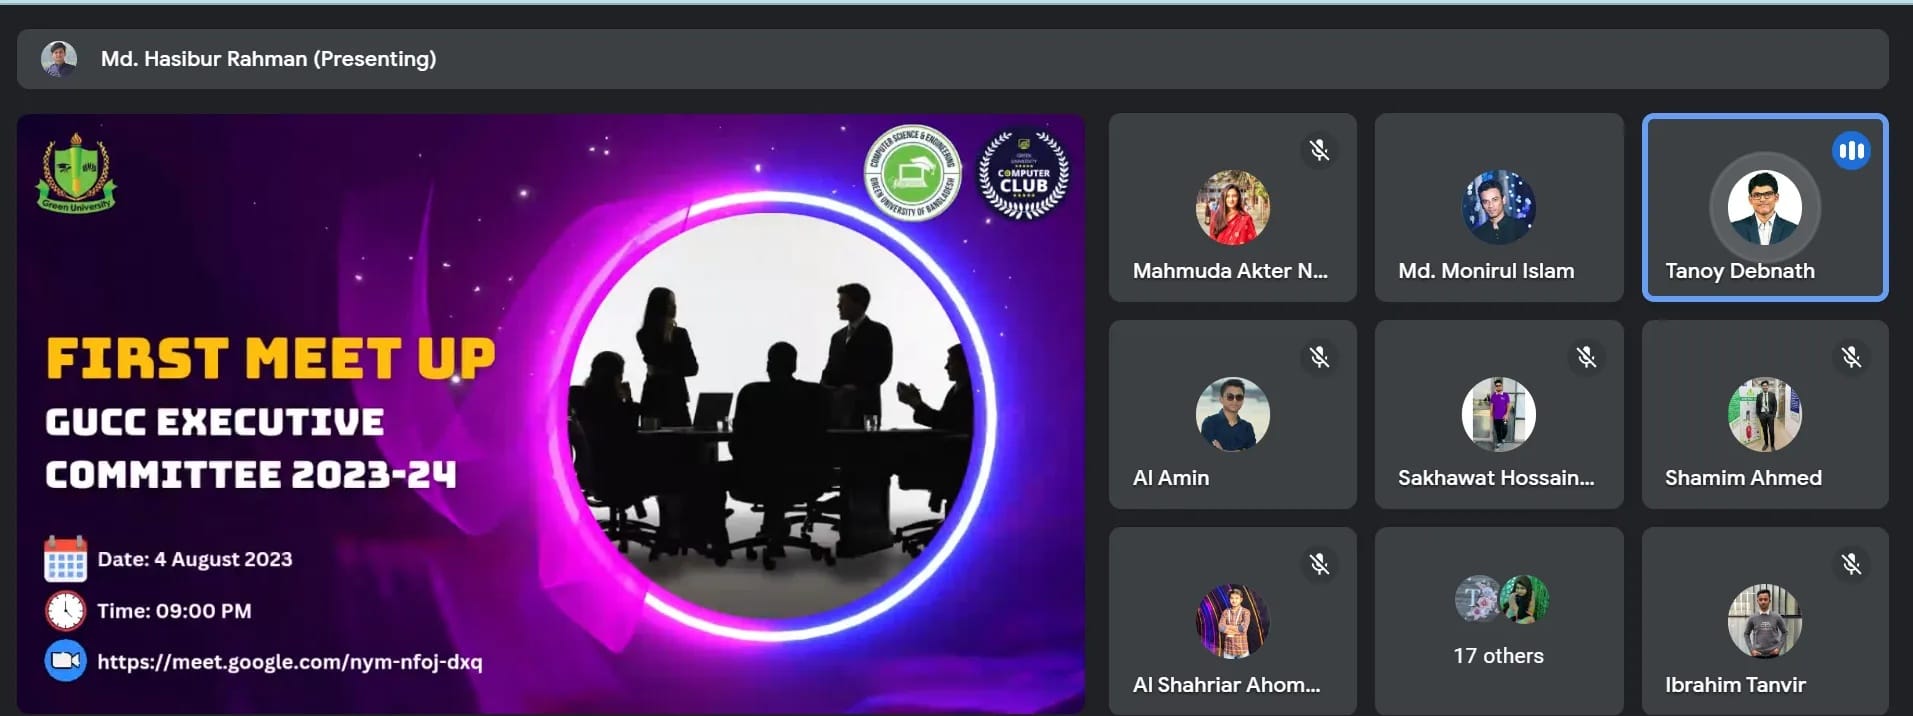 Md. Hasibur Rahman (Presenting)
Green University
COMPUTER SCIENCE & ENGINEERING
GREEN UNIVERSITY OF BANGLADESH
GREEN
UNIVERSITY
COMPUTER
CLUB
FIRST MEET UP
GUCC EXECUTIVE
COMMITTEE 2023-24
Date: 4 August 2023
Time: 09:00 PM
https://meet.google.com/nym-nfoj-dxq
Mahmuda Akter N...
Md. Monirul Islam
Tanoy Debnath
Al Amin
Sakhawat Hossain...
Shamim Ahmed
Al Shahriar Ahom...
T
17 others
Ibrahim Tanvir